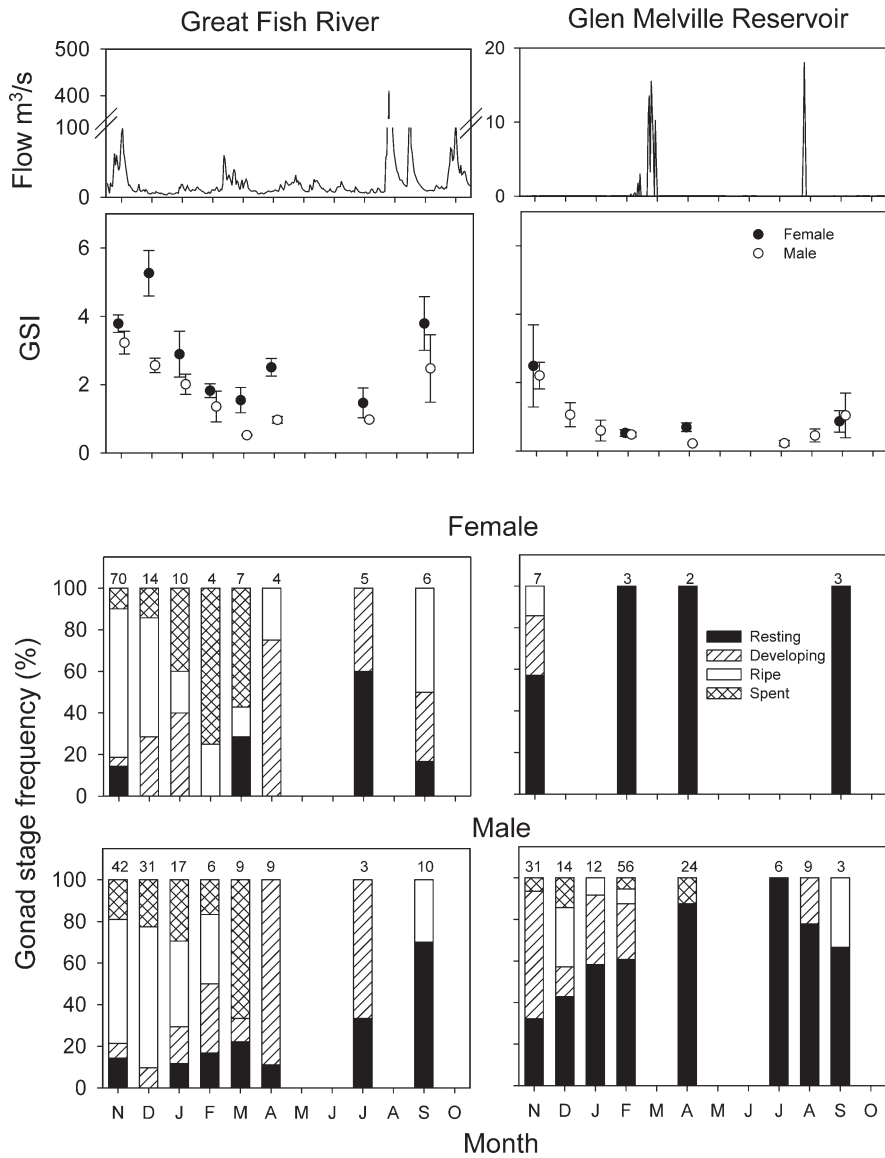 Great Fish River
Glen Melville Reservoir
Flow m³/s
500
400
100
0
20
10
0
GSI
6
4
2
0
Female
Male
Female
Gonad stage frequency (%)
70 14 10 4 7 4 5 6
100
80
60
40
20
0
7 3 2 3
Resting
Developing
Ripe
Spent
Male
42 31 17 6 9 9 3 10
100
80
60
40
20
0
N D J F M A M J J A S O
31 14 12 56 24 6 9 3
N D J F M A M J J A S O
Month